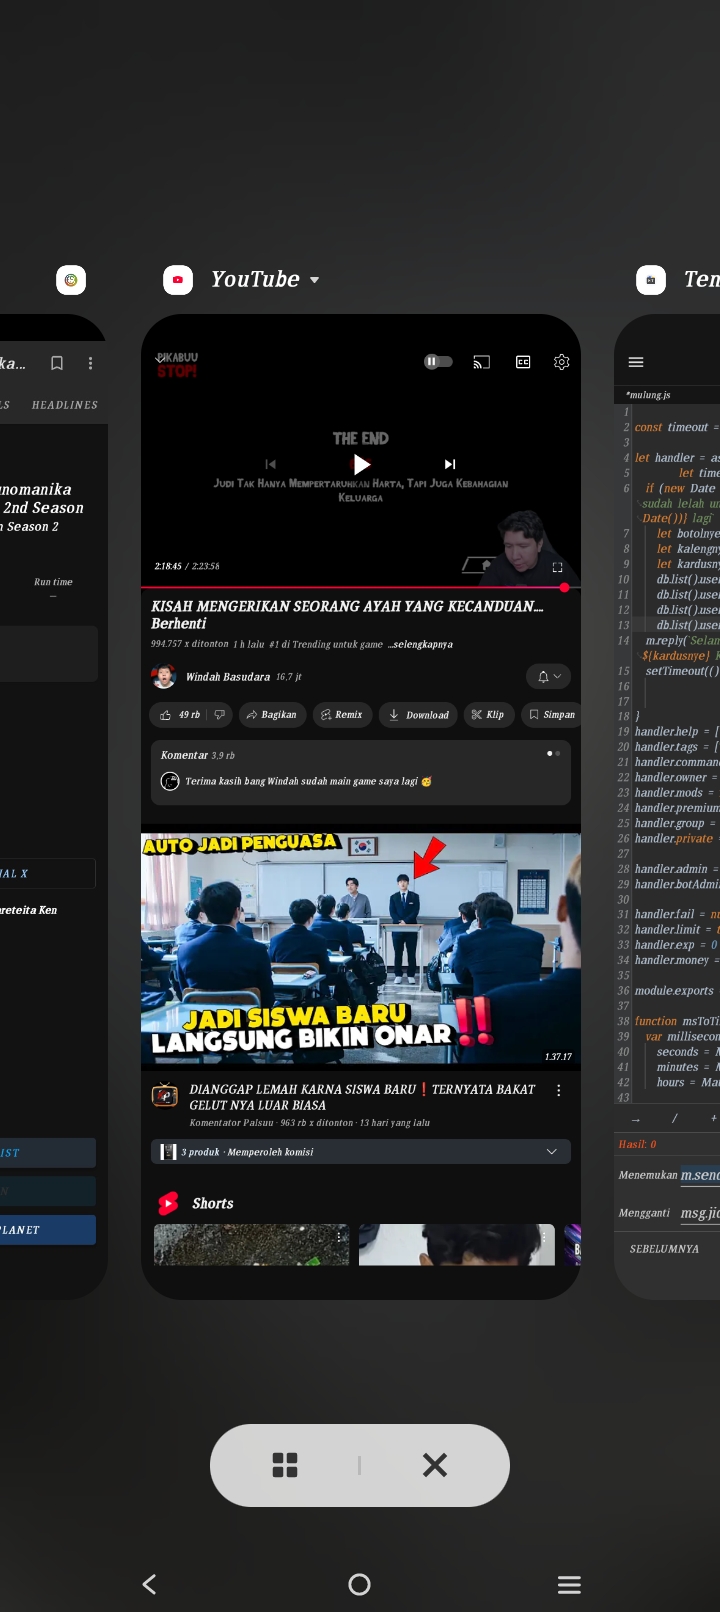 YouTube
Tem
ka...
LS HEADLINES
nomanika
2nd Season
n Season 2
Run time
—
IAL X
areteita Ken
IST
N
PLANET
PIKABUU
STOP!
THE END
Judi Tak Hanya Mempertaruhkan Harta, Tapi Juga Kebahagian
Keluarga
2:18:45 / 2:23:56
KISAH MENGERIKAN SEORANG AYAH YANG KECANDUAN....
Berhenti
994.757 x ditonton 1 h lalu #1 di Trending untuk game ...selengkapnya
Windah Basudara 16,7 jt
49 rb Bagikan Remix Download Klip Simpan
Komentar 3,9 rb
Terima kasih bang Windah sudah main game saya lagi 🥳
AUTO JADI PENGUASA
JADI SISWA BARU
LANGSUNG BIKIN ONAR‼️
1.37.17
DIANGGAP LEMAH KARNA SISWA BARU❗TERNYATA BAKAT
GELUT NYA LUAR BIASA
Komentator Palsuu · 963 rb x ditonton · 13 hari yang lalu
3 produk · Memperoleh komisi
Shorts
*mulung.js
1
2 const timeout =
3
4 let handler = as
5 let time
6 if (new Date
sudah lelah un
Date())} lagi`
7 let botolnye
8 let kalengny
9 let kardusny
10 db.list().user
11 db.list().user
12 db.list().user
13 db.list().user
14 m.reply(`Selam
${kardusnye} K
15 setTimeout(()
16
17
18 }
18 handler.help = [
20 handler.tags = [
21 handler.comman
22 handler.owner =
23 handler.mods =
24 handler.premium
25 handler.group =
26 handler.private =
27
28 handler.admin =
29 handler.botAdmi
30
31 handler.fail = nu
32 handler.limit = t
33 handler.exp = 0
34 handler.money =
35
36 module.exports
37
38 function msToTi
39 var millisecon
40 seconds = M
41 minutes = M
42 hours = Ma
43
→ / +
Hasil: 0
Menemukan m.send
Mengganti msg.jid
SEBELUMNYA